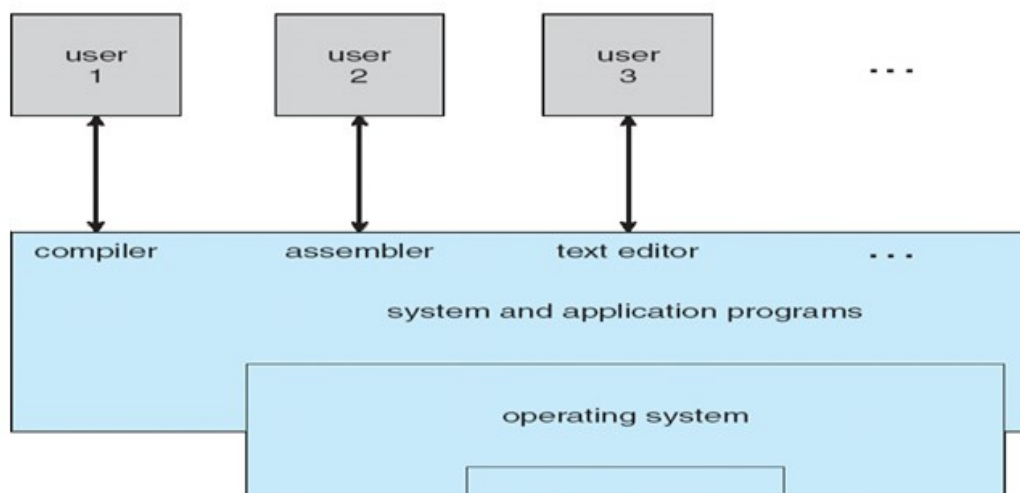 user
1
user
2
user
3
...
compiler
assembler
text editor
...
system and application programs
operating system